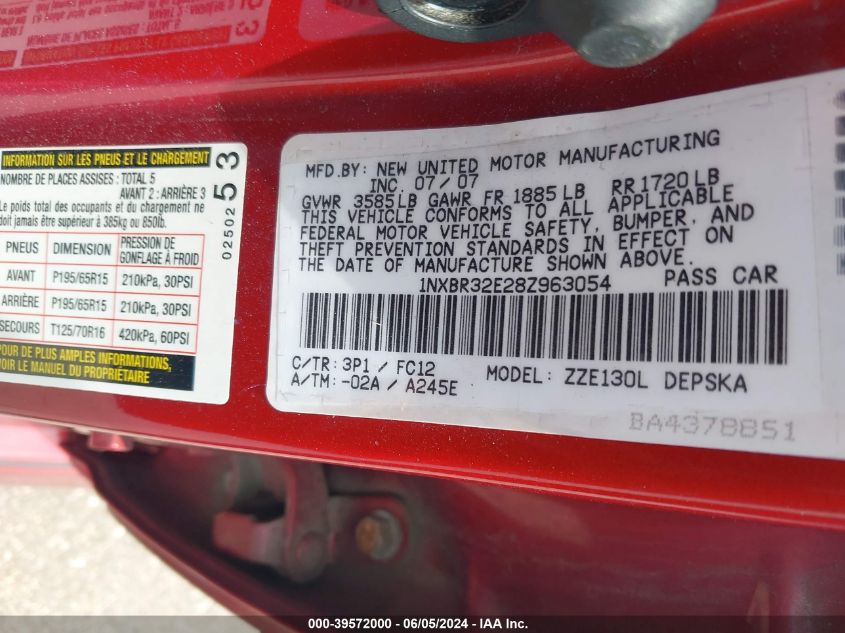 INFORMATION SUR LES PNEUS ET LE CHARGEMENT
NOMBRE DE PLACES ASSISES : TOTAL 5
AVANT 2 : ARRIÈRE 3
Le poids total des occupants et du chargement ne
doit jamais être supérieur à 385kg ou 850lb.
PNEUS DIMENSION PRESSION DE GONFLAGE À FROID
AVANT P195/65R15 210kPa, 30PSI
ARRIÈRE P195/65R15 210kPa, 30PSI
SECOURS T125/70R16 420kPa, 60PSI
POUR DE PLUS AMPLES INFORMATIONS,
VOIR LE MANUEL DU PROPRIÉTAIRE
02502 53
MFD.BY: NEW UNITED MOTOR MANUFACTURING
INC. 07/07
GVWR 3585LB GAWR FR 1885LB RR1720LB
THIS VEHICLE CONFORMS TO ALL APPLICABLE
FEDERAL MOTOR VEHICLE SAFETY, BUMPER, AND
THEFT PREVENTION STANDARDS IN EFFECT ON
THE DATE OF MANUFACTURE SHOWN ABOVE.
1NXBR32E28Z963054 PASS CAR
C/TR: 3P1 / FC12
A/TM: -02A / A245E
MODEL: ZZE130L DEPSKA
BA4378851
000-39572000 - 06/05/2024 - IAA Inc.